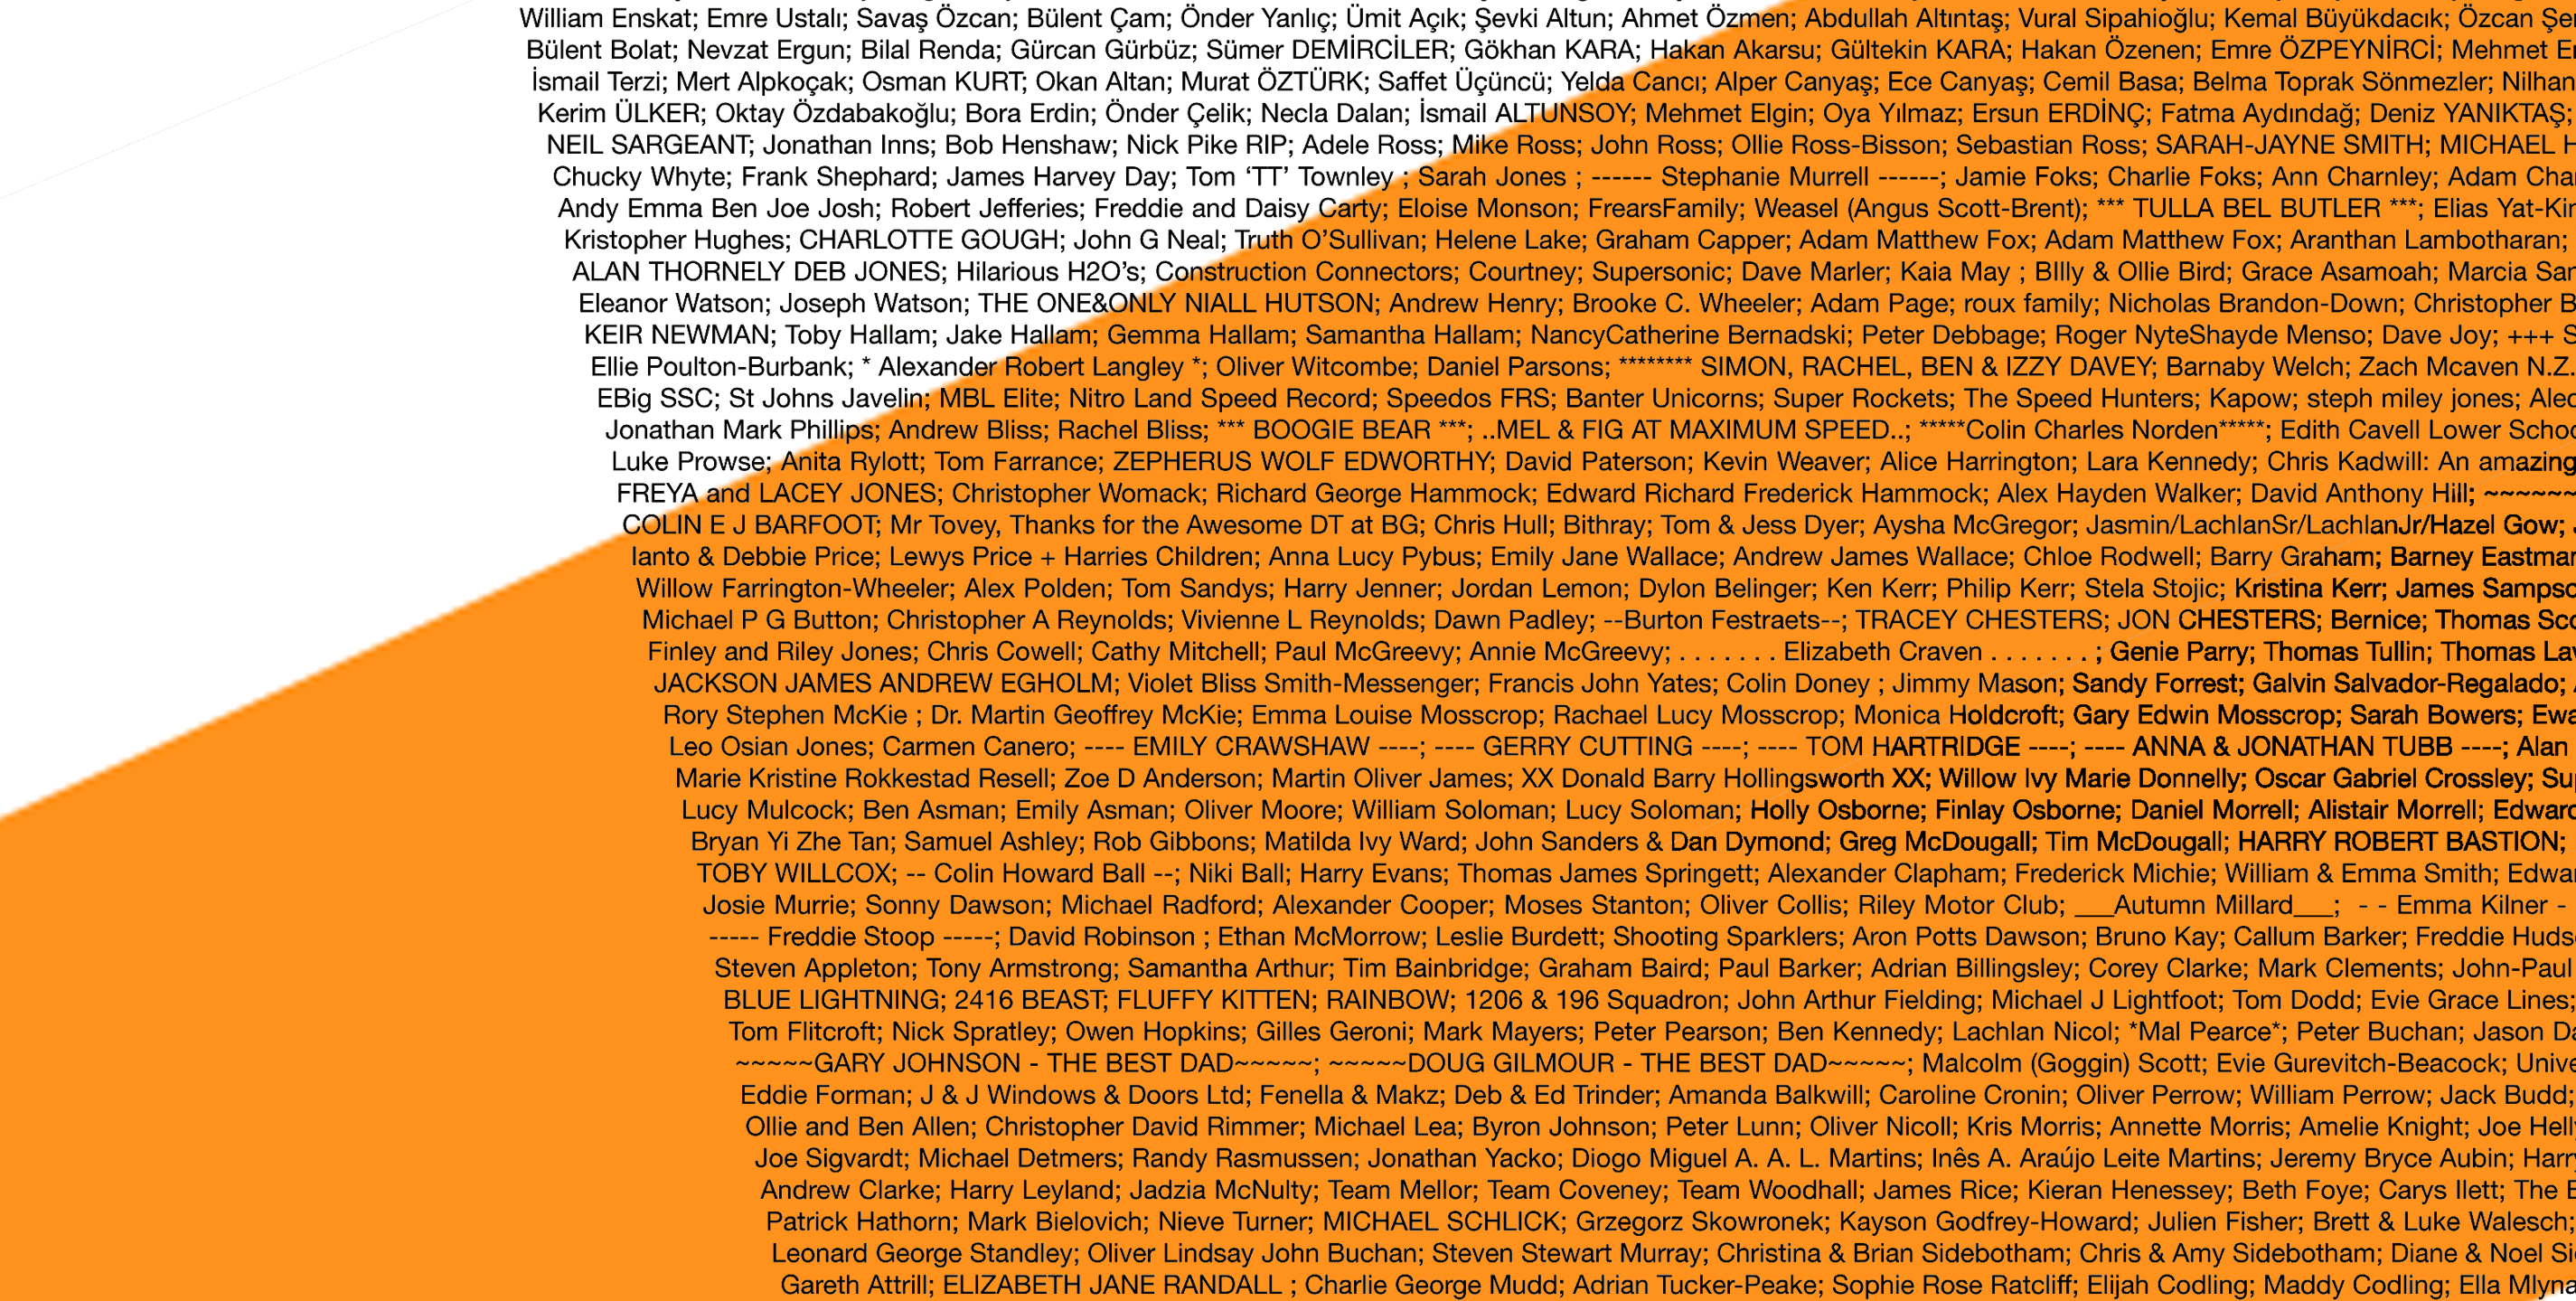 William Enskat; Emre Ustalı; Savaş Özcan; Bülent Çam; Önder Yanlıç; Ümit Açık; Şevki Altun; Ahmet Özmen; Abdullah Altıntaş; Vural Sipahioğlu; Kemal Büyükdacık; Özcan Şe
Bülent Bolat; Nevzat Ergun; Bilal Renda; Gürcan Gürbüz; Sümer DEMİRCİLER; Gökhan KARA; Hakan Akarsu; Gültekin KARA; Hakan Özenen; Emre ÖZPEYNİRCİ; Mehmet E
İsmail Terzi; Mert Alpkoçak; Osman KURT; Okan Altan; Murat ÖZTÜRK; Saffet Üçüncü; Yelda Cancı; Alper Canyaş; Ece Canyaş; Cemil Basa; Belma Toprak Sönmezler; Nilhan
Kerim ÜLKER; Oktay Özdabakoğlu; Bora Erdin; Önder Çelik; Necla Dalan; İsmail ALTUNSOY; Mehmet Elgin; Oya Yılmaz; Ersun ERDİNÇ; Fatma Aydındağ; Deniz YANIKTAŞ;
NEIL SARGEANT; Jonathan Inns; Bob Henshaw; Nick Pike RIP; Adele Ross; Mike Ross; John Ross; Ollie Ross-Bisson; Sebastian Ross; SARAH-JAYNE SMITH; MICHAEL H
Chucky Whyte; Frank Shephard; James Harvey Day; Tom ‘TT’ Townley ; Sarah Jones ; ------ Stephanie Murrell ------; Jamie Foks; Charlie Foks; Ann Charnley; Adam Cha
Andy Emma Ben Joe Josh; Robert Jefferies; Freddie and Daisy Carty; Eloise Monson; FrearsFamily; Weasel (Angus Scott-Brent); *** TULLA BEL BUTLER ***; Elias Yat-Kin
Kristopher Hughes; CHARLOTTE GOUGH; John G Neal; Truth O’Sullivan; Helene Lake; Graham Capper; Adam Matthew Fox; Adam Matthew Fox; Aranthan Lambotharan;
ALAN THORNELY DEB JONES; Hilarious H2O’s; Construction Connectors; Courtney; Supersonic; Dave Marler; Kaia May ; BIlly & Ollie Bird; Grace Asamoah; Marcia Sar
Eleanor Watson; Joseph Watson; THE ONE&ONLY NIALL HUTSON; Andrew Henry; Brooke C. Wheeler; Adam Page; roux family; Nicholas Brandon-Down; Christopher B
KEIR NEWMAN; Toby Hallam; Jake Hallam; Gemma Hallam; Samantha Hallam; NancyCatherine Bernadski; Peter Debbage; Roger NyteShayde Menso; Dave Joy; +++ S
Ellie Poulton-Burbank; * Alexander Robert Langley *; Oliver Witcombe; Daniel Parsons; ******** SIMON, RACHEL, BEN & IZZY DAVEY; Barnaby Welch; Zach Mcaven N.Z.
EBig SSC; St Johns Javelin; MBL Elite; Nitro Land Speed Record; Speedos FRS; Banter Unicorns; Super Rockets; The Speed Hunters; Kapow; steph miley jones; Alec
Jonathan Mark Phillips; Andrew Bliss; Rachel Bliss; *** BOOGIE BEAR ***; ..MEL & FIG AT MAXIMUM SPEED..; *****Colin Charles Norden*****; Edith Cavell Lower Schoo
Luke Prowse; Anita Rylott; Tom Farrance; ZEPHERUS WOLF EDWORTHY; David Paterson; Kevin Weaver; Alice Harrington; Lara Kennedy; Chris Kadwill: An amazing
FREYA and LACEY JONES; Christopher Womack; Richard George Hammock; Edward Richard Frederick Hammock; Alex Hayden Walker; David Anthony Hill; ~~~~~~
COLIN E J BARFOOT; Mr Tovey, Thanks for the Awesome DT at BG; Chris Hull; Bithray; Tom & Jess Dyer; Aysha McGregor; Jasmin/LachlanSr/LachlanJr/Hazel Gow; J
Ianto & Debbie Price; Lewys Price + Harries Children; Anna Lucy Pybus; Emily Jane Wallace; Andrew James Wallace; Chloe Rodwell; Barry Graham; Barney Eastman
Willow Farrington-Wheeler; Alex Polden; Tom Sandys; Harry Jenner; Jordan Lemon; Dylon Belinger; Ken Kerr; Philip Kerr; Stela Stojic; Kristina Kerr; James Sampso
Michael P G Button; Christopher A Reynolds; Vivienne L Reynolds; Dawn Padley; --Burton Festraets--; TRACEY CHESTERS; JON CHESTERS; Bernice; Thomas Sco
Finley and Riley Jones; Chris Cowell; Cathy Mitchell; Paul McGreevy; Annie McGreevy; . . . . . . . Elizabeth Craven . . . . . . . ; Genie Parry; Thomas Tullin; Thomas Lav
JACKSON JAMES ANDREW EGHOLM; Violet Bliss Smith-Messenger; Francis John Yates; Colin Doney ; Jimmy Mason; Sandy Forrest; Galvin Salvador-Regalado; A
Rory Stephen McKie ; Dr. Martin Geoffrey McKie; Emma Louise Mosscrop; Rachael Lucy Mosscrop; Monica Holdcroft; Gary Edwin Mosscrop; Sarah Bowers; Ewa
Leo Osian Jones; Carmen Canero; ---- EMILY CRAWSHAW ----; ---- GERRY CUTTING ----; ---- TOM HARTRIDGE ----; ---- ANNA & JONATHAN TUBB ----; Alan
Marie Kristine Rokkestad Resell; Zoe D Anderson; Martin Oliver James; XX Donald Barry Hollingsworth XX; Willow Ivy Marie Donnelly; Oscar Gabriel Crossley; Su
Lucy Mulcock; Ben Asman; Emily Asman; Oliver Moore; William Soloman; Lucy Soloman; Holly Osborne; Finlay Osborne; Daniel Morrell; Alistair Morrell; Edward
Bryan Yi Zhe Tan; Samuel Ashley; Rob Gibbons; Matilda Ivy Ward; John Sanders & Dan Dymond; Greg McDougall; Tim McDougall; HARRY ROBERT BASTION;
TOBY WILLCOX; -- Colin Howard Ball --; Niki Ball; Harry Evans; Thomas James Springett; Alexander Clapham; Frederick Michie; William & Emma Smith; Edwa
Josie Murrie; Sonny Dawson; Michael Radford; Alexander Cooper; Moses Stanton; Oliver Collis; Riley Motor Club; ___Autumn Millard___;  - - Emma Kilner -
----- Freddie Stoop -----; David Robinson ; Ethan McMorrow; Leslie Burdett; Shooting Sparklers; Aron Potts Dawson; Bruno Kay; Callum Barker; Freddie Huds
Steven Appleton; Tony Armstrong; Samantha Arthur; Tim Bainbridge; Graham Baird; Paul Barker; Adrian Billingsley; Corey Clarke; Mark Clements; John-Paul
BLUE LIGHTNING; 2416 BEAST; FLUFFY KITTEN; RAINBOW; 1206 & 196 Squadron; John Arthur Fielding; Michael J Lightfoot; Tom Dodd; Evie Grace Lines;
Tom Flitcroft; Nick Spratley; Owen Hopkins; Gilles Geroni; Mark Mayers; Peter Pearson; Ben Kennedy; Lachlan Nicol; *Mal Pearce*; Peter Buchan; Jason Da
~~~~~GARY JOHNSON - THE BEST DAD~~~~~; ~~~~~DOUG GILMOUR - THE BEST DAD~~~~~; Malcolm (Goggin) Scott; Evie Gurevitch-Beacock; Unive
Eddie Forman; J & J Windows & Doors Ltd; Fenella & Makz; Deb & Ed Trinder; Amanda Balkwill; Caroline Cronin; Oliver Perrow; William Perrow; Jack Budd;
Ollie and Ben Allen; Christopher David Rimmer; Michael Lea; Byron Johnson; Peter Lunn; Oliver Nicoll; Kris Morris; Annette Morris; Amelie Knight; Joe Hell
Joe Sigvardt; Michael Detmers; Randy Rasmussen; Jonathan Yacko; Diogo Miguel A. A. L. Martins; Inês A. Araújo Leite Martins; Jeremy Bryce Aubin; Harr
Andrew Clarke; Harry Leyland; Jadzia McNulty; Team Mellor; Team Coveney; Team Woodhall; James Rice; Kieran Henessey; Beth Foye; Carys Ilett; The B
Patrick Hathorn; Mark Bielovich; Nieve Turner; MICHAEL SCHLICK; Grzegorz Skowronek; Kayson Godfrey-Howard; Julien Fisher; Brett & Luke Walesch;
Leonard George Standley; Oliver Lindsay John Buchan; Steven Stewart Murray; Christina & Brian Sidebotham; Chris & Amy Sidebotham; Diane & Noel Si
Gareth Attrill; ELIZABETH JANE RANDALL ; Charlie George Mudd; Adrian Tucker-Peake; Sophie Rose Ratcliff; Elijah Codling; Maddy Codling; Ella Mlyna